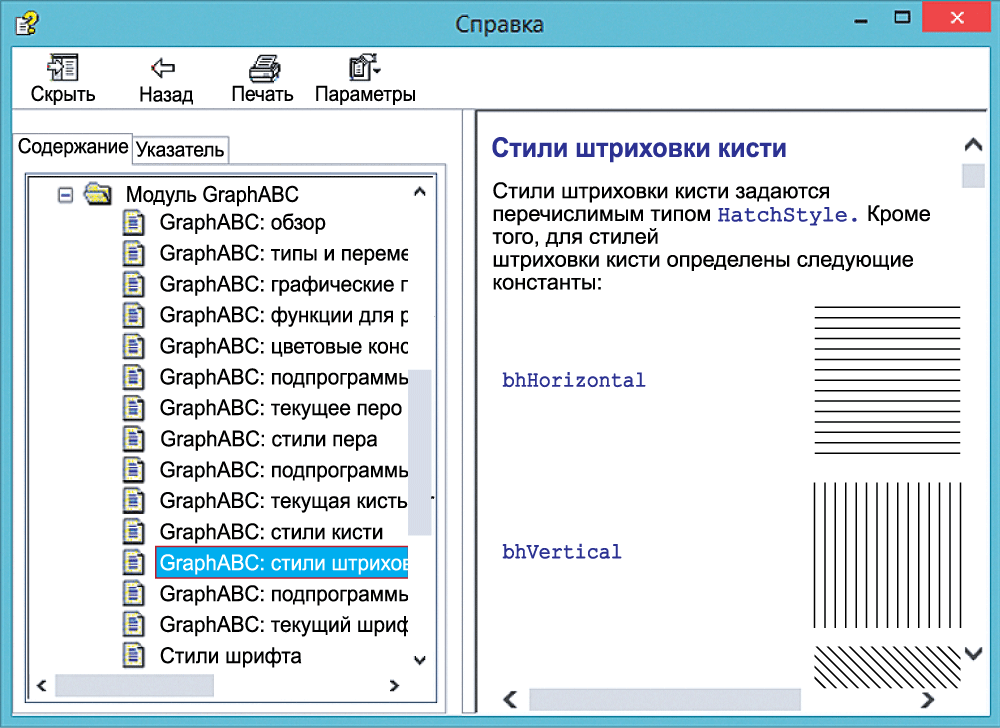 Справка
Скрыть
Назад
Печать
Параметры
Содержание
Указатель
Модуль GraphABC
GraphABC: обзор
GraphABC: типы и переме
GraphABC: графические п
GraphABC: функции для р
GraphABC: цветовые конс
GraphABC: подпрограммы
GraphABC: текущее перо
GraphABC: стили пера
GraphABC: подпрограммы
GraphABC: текущая кисть
GraphABC: стили кисти
GraphABC: стили штрихов
GraphABC: подпрограммы
GraphABC: текущий шриф
Стили шрифта
Стили штриховки кисти
Стили штриховки кисти задаются
перечислимым типом HatchStyle. Кроме
того, для стилей
штриховки кисти определены следующие
константы:
bhHorizontal
bhVertical